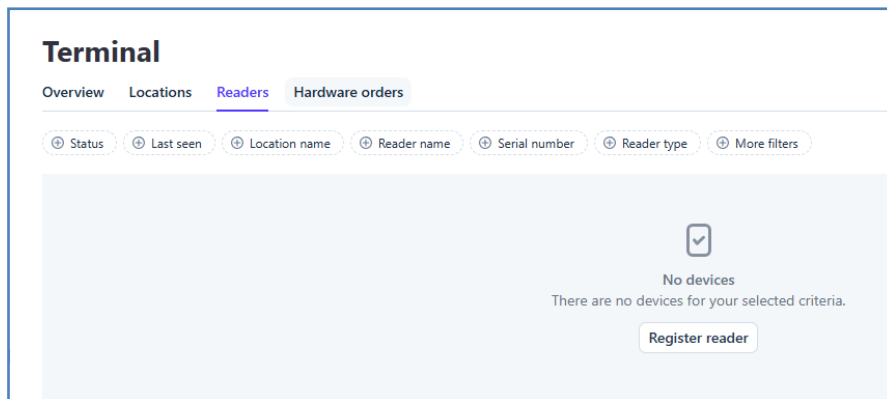 Terminal
Overview Locations Readers Hardware orders
Status Last seen Location name Reader name Serial number Reader type More filters
No devices
There are no devices for your selected criteria.
Register reader